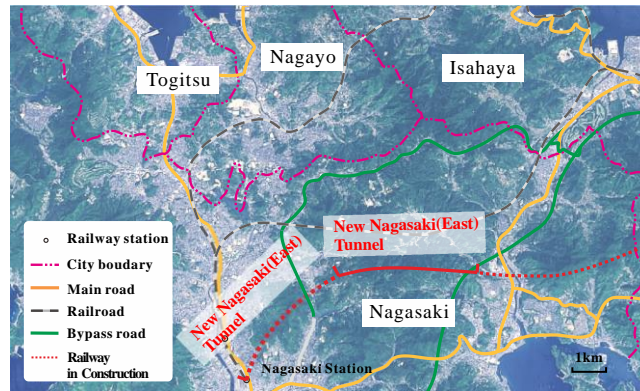 Nagayo
Togitsu
Isahaya
New Nagasaki(East)
Tunnel
New Nagasaki(East)
Tunnel
Nagasaki
Railway station
City boudary
Main road
Railroad
Bypass road
Railway
in Construction
Nagasaki Station
1km